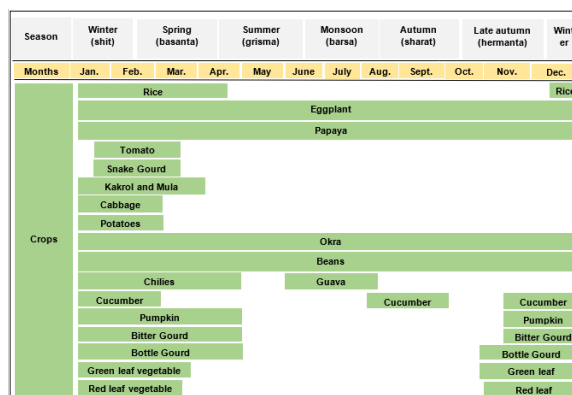 Season Winter Spring Summer Monsoon Autumn Late autumn Wint
(shit) (basanta) (grisma) (barsa) (sharat) (hermanta) er
Months Jan. Feb. Mar. Apr. May June July Aug. Sept. Oct. Nov. Dec.
Rice Rice
Eggplant
Papaya
Tomato
Snake Gourd
Kakrol and Mula
Cabbage
Potatoes
Crops Okra
Beans
Chilies Guava
Cucumber Cucumber Cucumber
Pumpkin Pumpkin
Bitter Gourd Bitter Gourd
Bottle Gourd Bottle Gourd
Green leaf vegetable Green leaf
Red leaf vegetable Red leaf